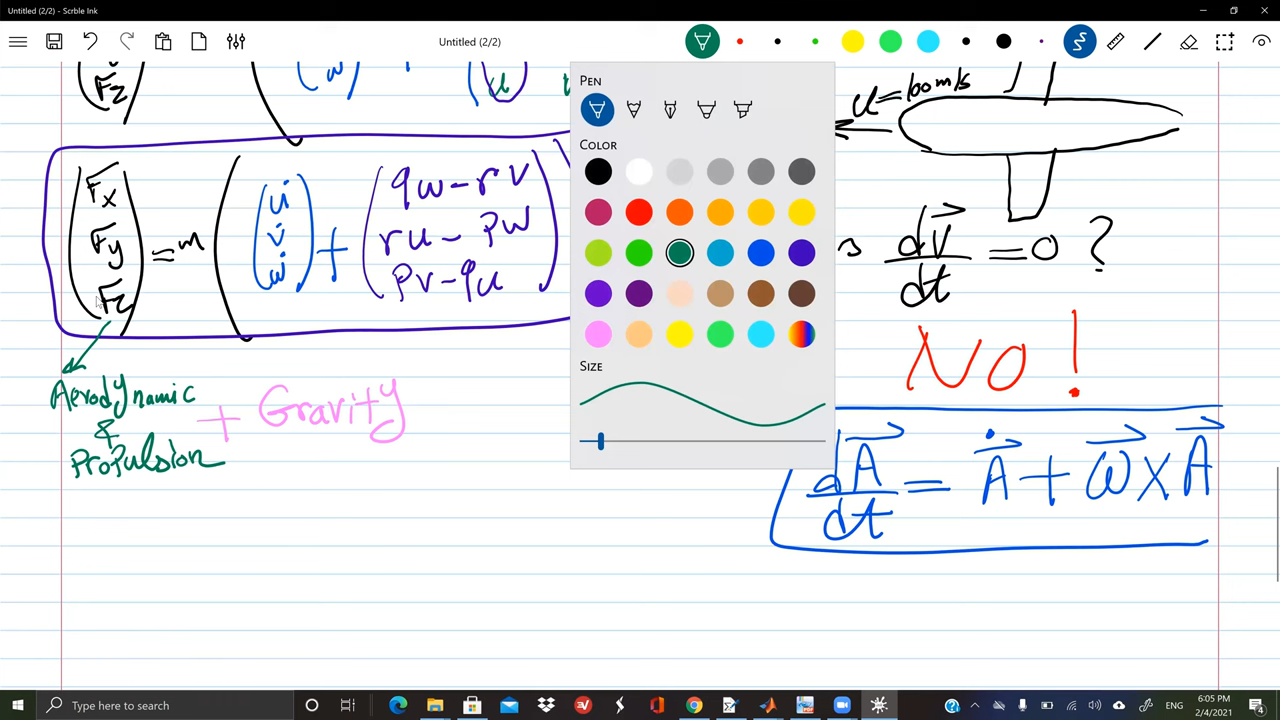 Untitled (2/2) - Scrble Ink
Untitled (2/2)
Fz
u = 100 m/s
Pen
Color
Size
Fx
Fy
Fz
= m
u̇
v̇
ẇ
+
qw - rv
ru - pw
pv - qu
dV⃗/dt = 0 ?
NO!
Aerodynamic
&
Propulsion
+ Gravity
dA⃗/dt = Ȧ⃗ + ω⃗ × A⃗
Type here to search
ENG
6:05 PM
2/4/2021
4